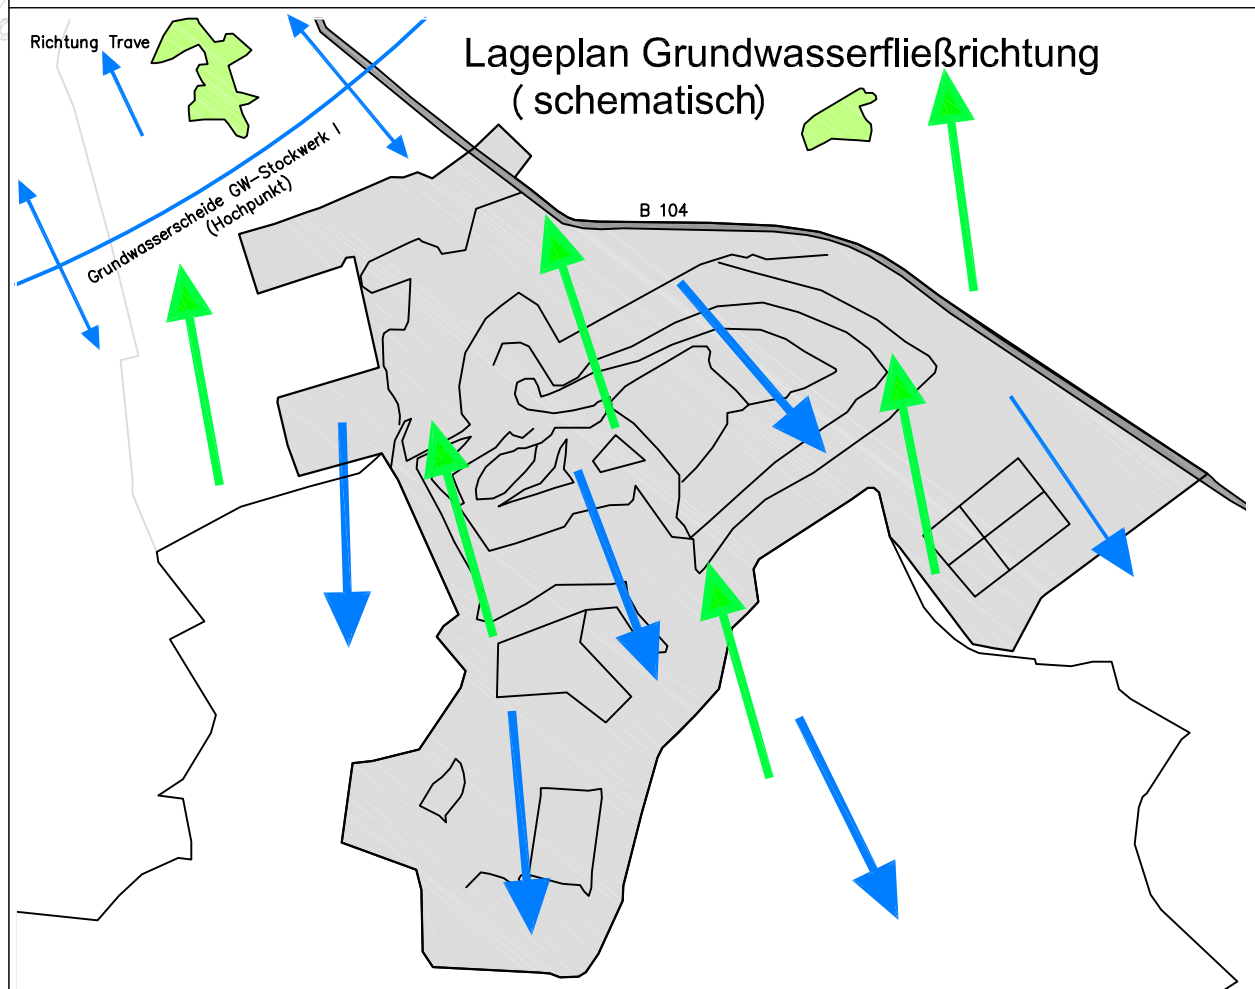 Richtung Trave
Lageplan Grundwasserfließrichtung
( schematisch)
Grundwasserscheide GW-Stockwerk I
(Hochpunkt)
B 104